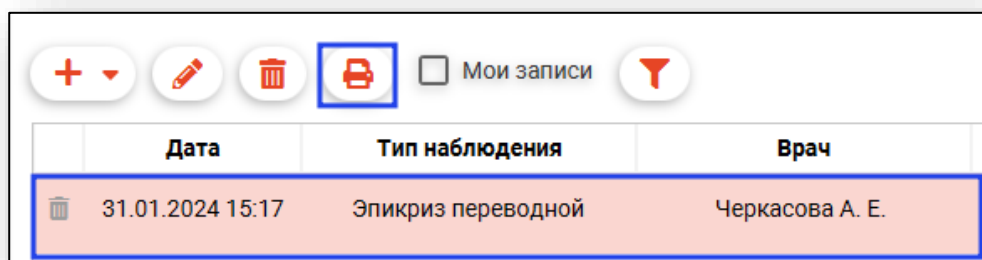 Мои записи
Дата Тип наблюдения Врач
31.01.2024 15:17 Эпикриз переводной Черкасова А. Е.